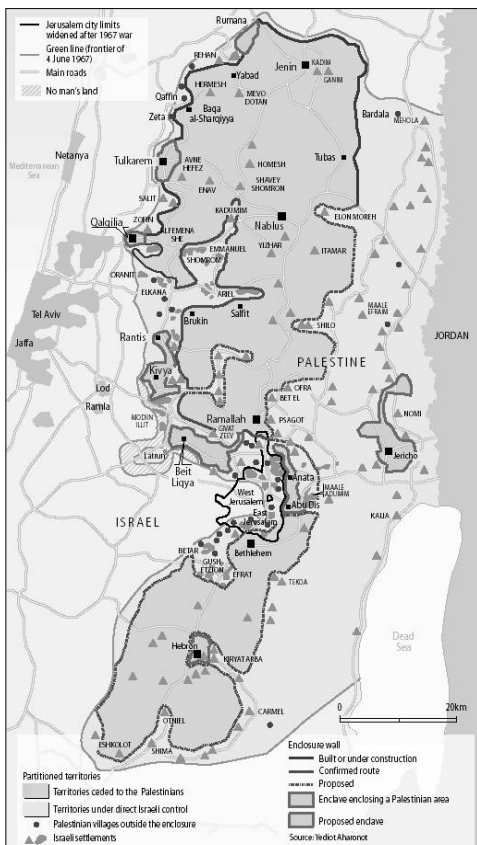 Jerusalem city limits
widened after 1967 war
Green line (frontier of
4 June 1967)
Main roads
No man's land
Rumana
REHAN
Yabad
Jenin
KADIM
GANIM
HERMESH
MEVO
DOTAN
Qaffin
Zeta
Baqa
al-Sharqiyya
Bardala
MEHOLA
Mediterranean
Sea
Netanya
Tulkarem
AVNE
HEFEZ
HOMESH
Tubas
ENAV
SHAVEY
SHOMRON
SALIT
KADUMIM
Nablus
ELON MOREH
ZOFIN
Qalqilia
ALFEMENA
SHE
EMMANUEL
YIZHAR
ITAMAR
SHOMROM
ORANIT
ELKANA
ARIEL
MAALE
EFRAIM
Tel Aviv
Brukin
Salfit
Jaffa
SHILO
JORDAN
Rantis
PALESTINE
Kivya
OFRA
BET EL
Lod
Ramla
Ramallah
PSAGOT
NOMI
MODIIN
ILLIT
GIVAT
ZEEV
Jericho
Latrun
Beit
Liqya
Anata
MAALE
ADUMIM
West
Jerusalem
East
Jerusalem
Abu Dis
ISRAEL
KALIA
BETAR
Bethlehem
GUSH
ETZION
EFRAT
TEKOA
Dead
Sea
Hebron
KIRYAT ARBA
CARMEL
OTNIEL
ESHKOLOT
SHIMA
0
20km
Partitioned territories
Territories ceded to the Palestinians
Territories under direct Israeli control
Palestinian villages outside the enclosure
Israeli settlements
Enclosure wall
Built or under construction
Confirmed route
Proposed
Enclave enclosing a Palestinian area
Proposed enclave
Source: Yediot Aharonot